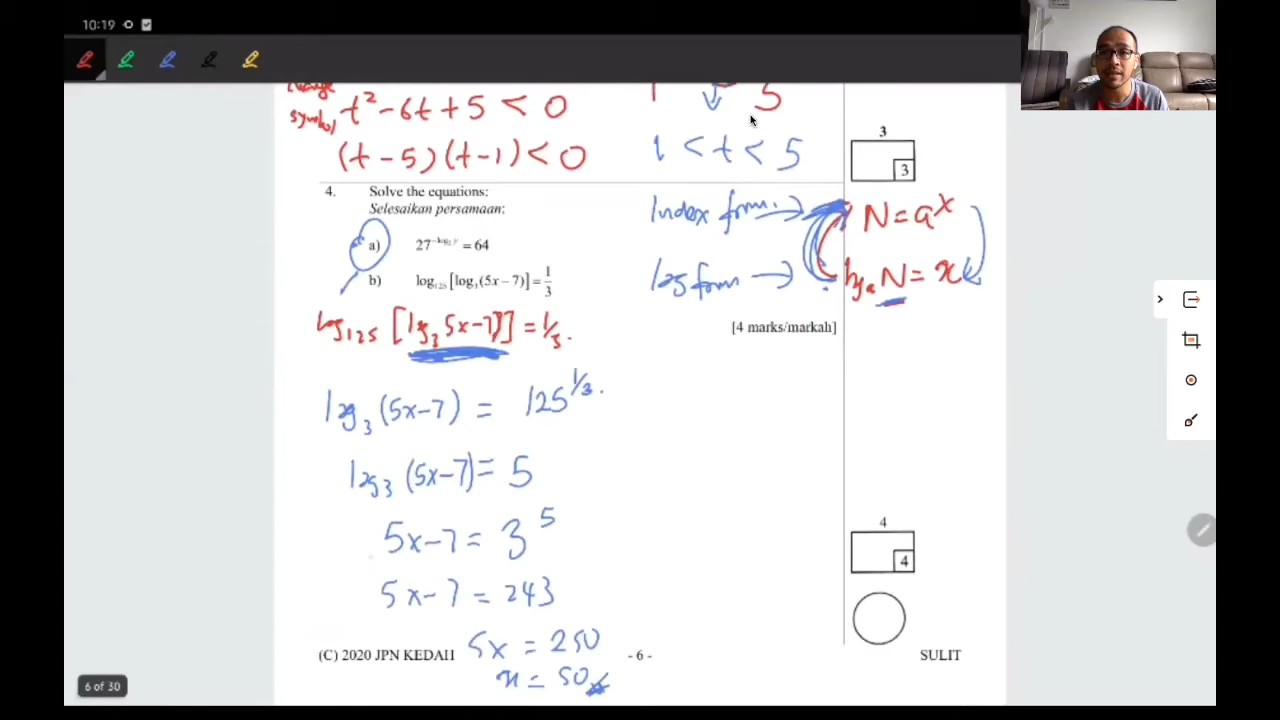 10:19
symbol t² - 6t + 5 < 0
5
(t - 5)(t - 1) < 0
1 < t < 5
3
3
4. Solve the equations:
Selesaikan persamaan:
Index form → N = aˣ
a) = 64
log form → logₐ N = x
b) log₁₂₅[log₃(5x – 7)] = 1/3
[4 marks/markah]
log₁₂₅ [log₃ 5x-7)] = 1/3.
log₃ (5x-7) = 125^(1/3).
log₃ (5x-7) = 5
5x-7 = 3⁵
5x-7 = 243
4
4
5x = 250
(C) 2020 JPN KEDAH
- 6 -
SULIT
x = 50
6 of 30